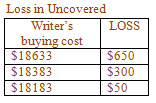 Loss in Uncovered
Writer's buying cost LOSS
$18633 $650
$18383 $300
$18183 $50